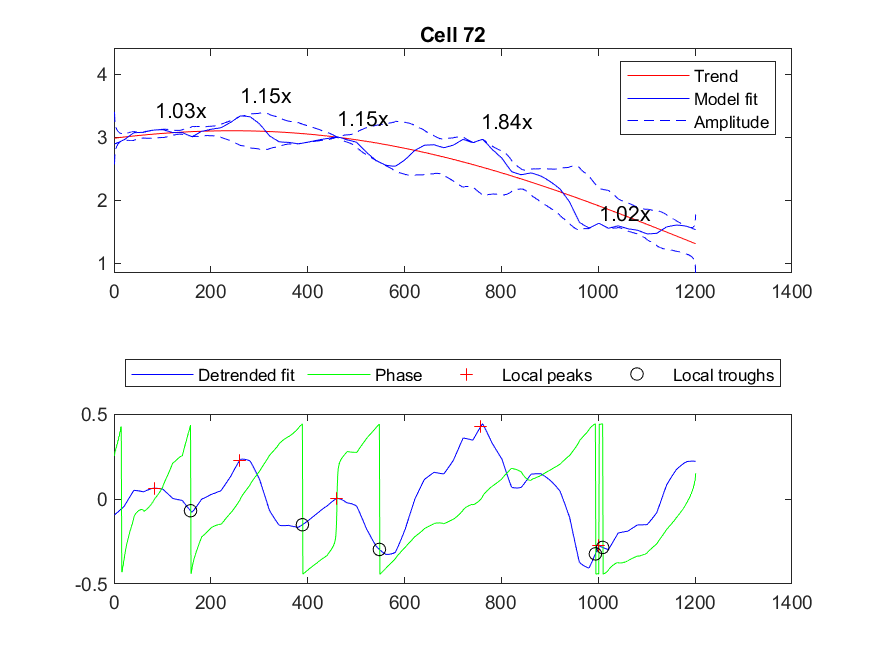 Cell 72
4
3
2
1
1.03x
1.15x
1.15x
1.84x
1.02x
Trend
Model fit
Amplitude
0 200 400 600 800 1000 1200 1400
Detrended fit Phase Local peaks Local troughs
0.5
0
-0.5
0 200 400 600 800 1000 1200 1400